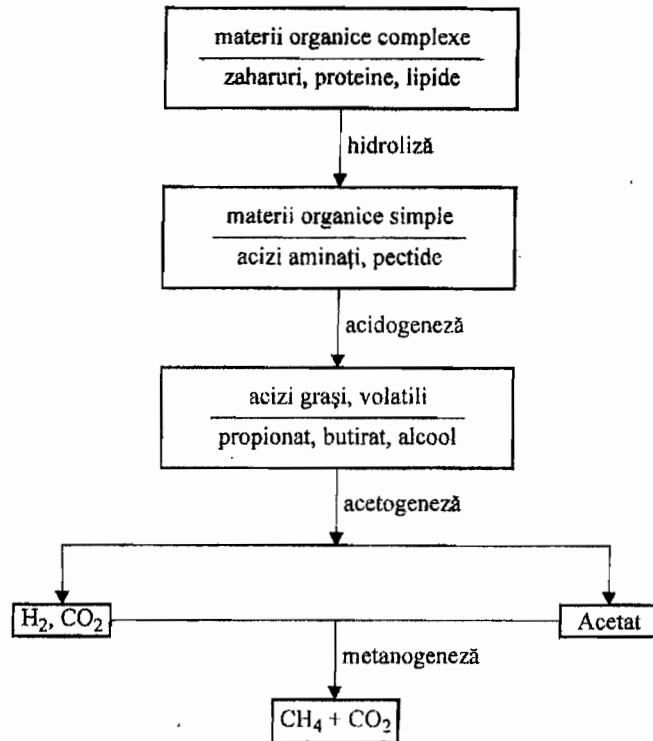 materii organice complexe
zaharuri, proteine, lipide
hidroliză
materii organice simple
acizi aminați, pectide
acidogeneză
acizi grași, volatili
propionat, butirat, alcool
acetogeneză
H₂, CO₂
Acetat
metanogeneză
CH₄ + CO₂